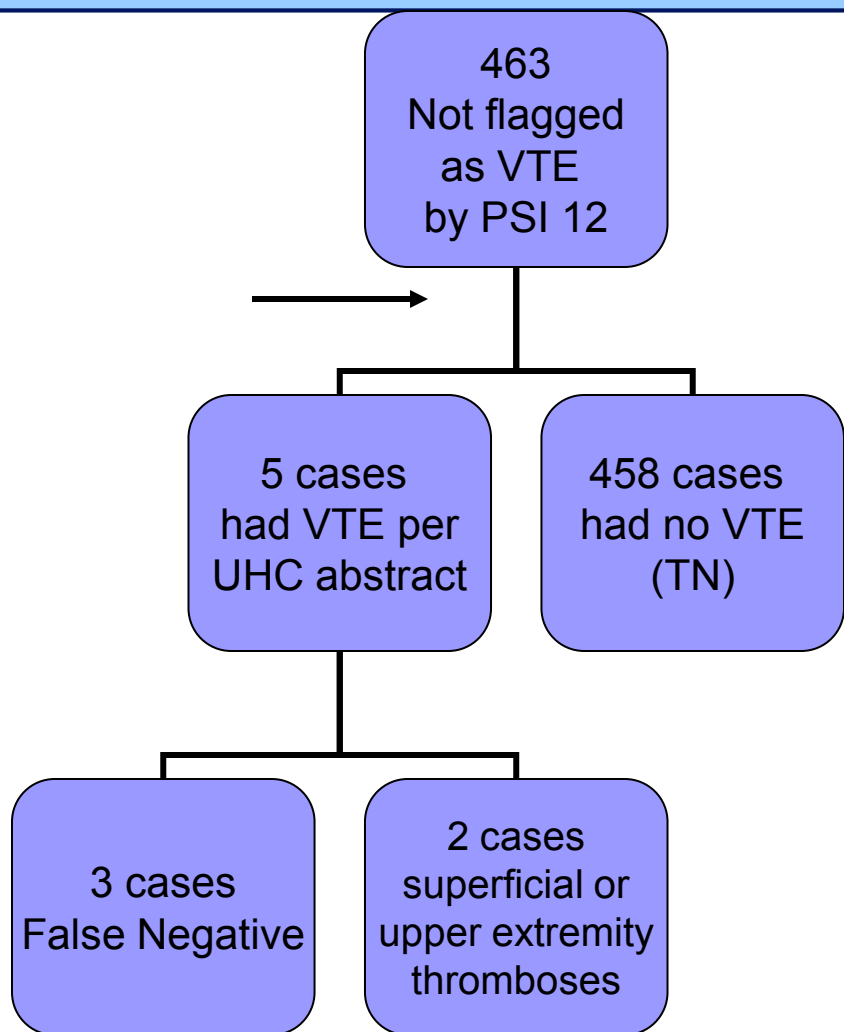 463
Not flagged
as VTE
by PSI 12
5 cases
had VTE per
UHC abstract
458 cases
had no VTE
(TN)
3 cases
False Negative
2 cases
superficial or
upper extremity
thromboses